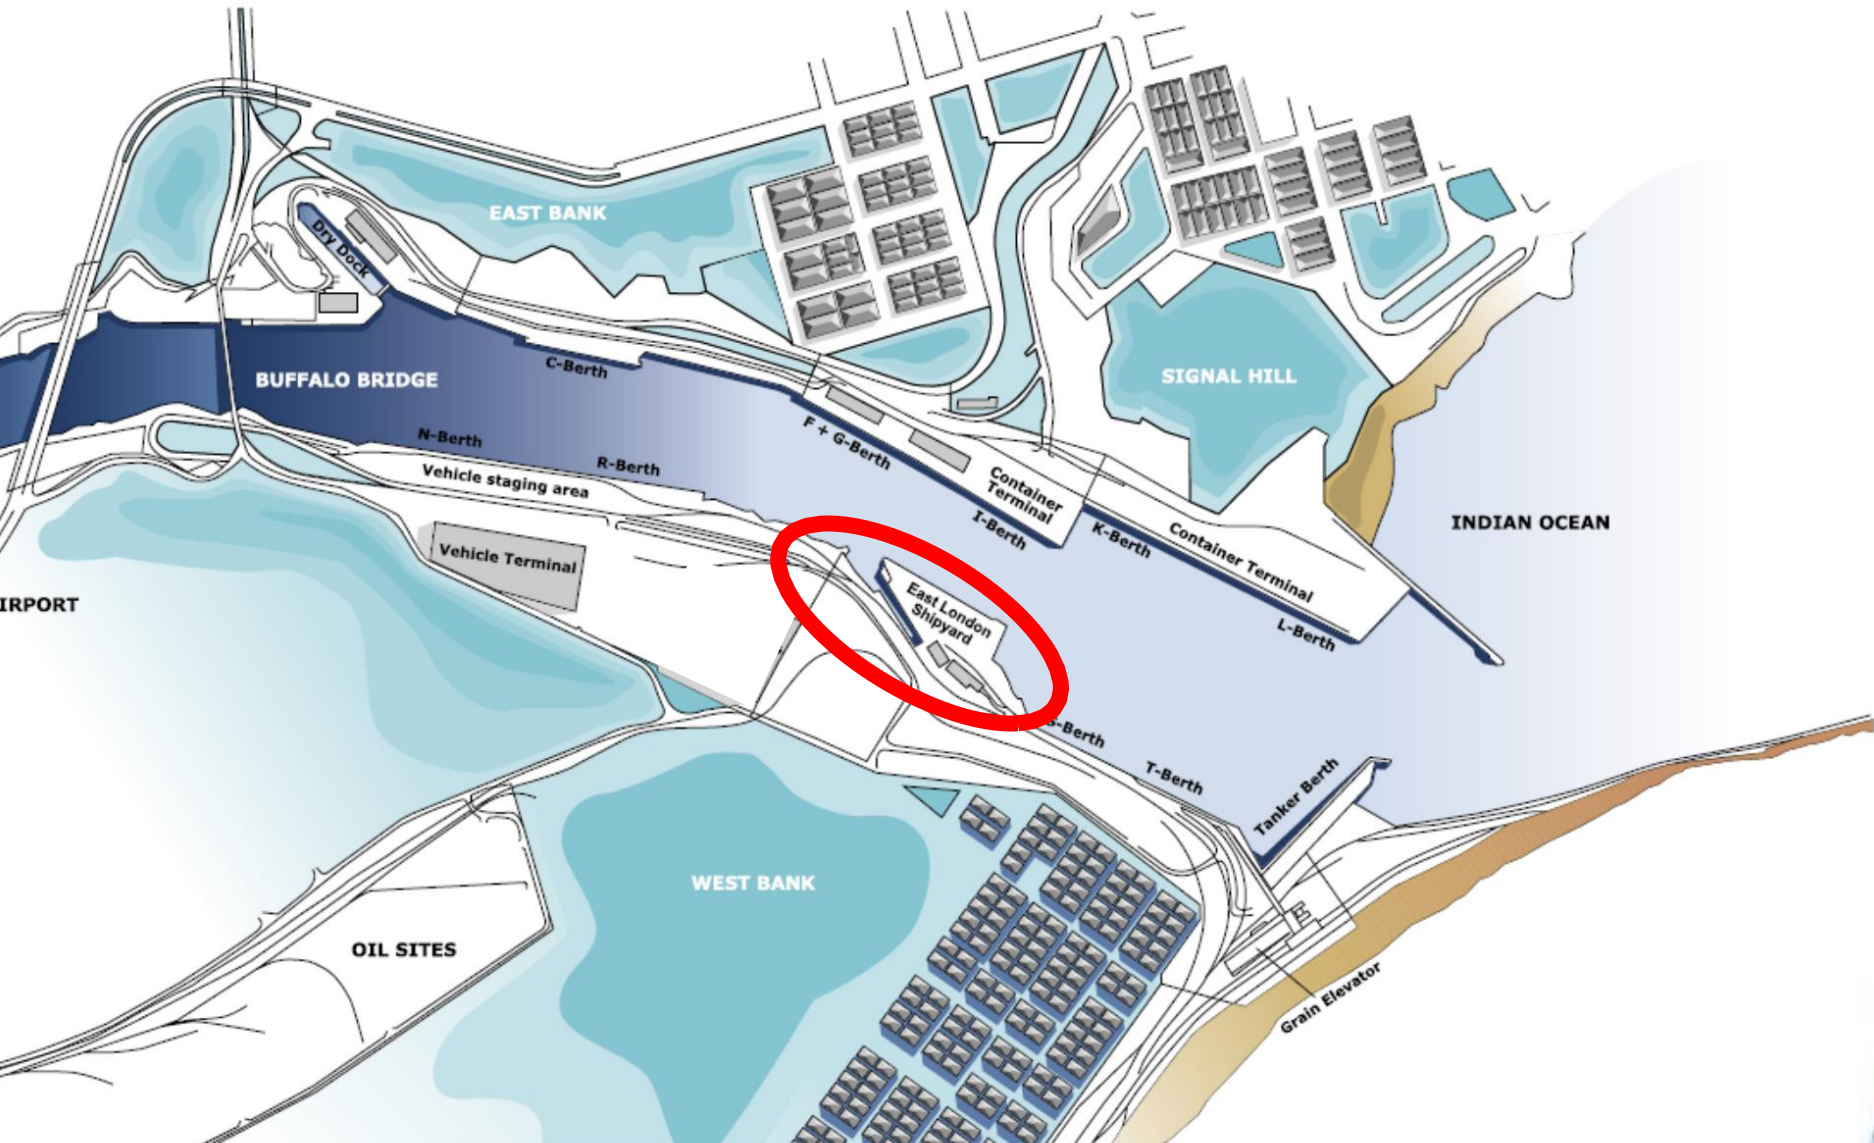 EAST BANK
Dry Dock
BUFFALO BRIDGE
C-Berth
SIGNAL HILL
N-Berth
R-Berth
F + G-Berth
Vehicle staging area
Container
Terminal
I-Berth
K-Berth
Container Terminal
INDIAN OCEAN
Vehicle Terminal
IRPORT
East London
Shipyard
L-Berth
S-Berth
T-Berth
Tanker Berth
WEST BANK
OIL SITES
Grain Elevator